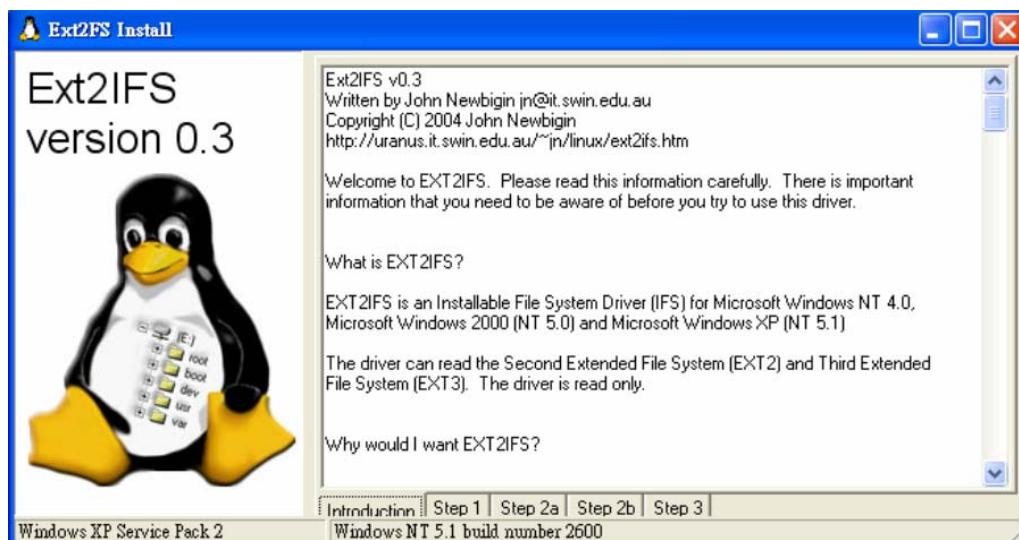 Ext2FS Install
Ext2IFS
version 0.3
(E:)
root
boot
dev
usr
var
Ext2IFS v0.3
Written by John Newbigin jn@it.swin.edu.au
Copyright (C) 2004 John Newbigin
http://uranus.it.swin.edu.au/~jn/linux/ext2ifs.htm
Welcome to EXT2IFS. Please read this information carefully. There is important
information that you need to be aware of before you try to use this driver.
What is EXT2IFS?
EXT2IFS is an Installable File System Driver (IFS) for Microsoft Windows NT 4.0,
Microsoft Windows 2000 (NT 5.0) and Microsoft Windows XP (NT 5.1)
The driver can read the Second Extended File System (EXT2) and Third Extended
File System (EXT3). The driver is read only.
Why would I want EXT2IFS?
Introduction Step 1 Step 2a Step 2b Step 3
Windows XP Service Pack 2 Windows NT 5.1 build number 2600